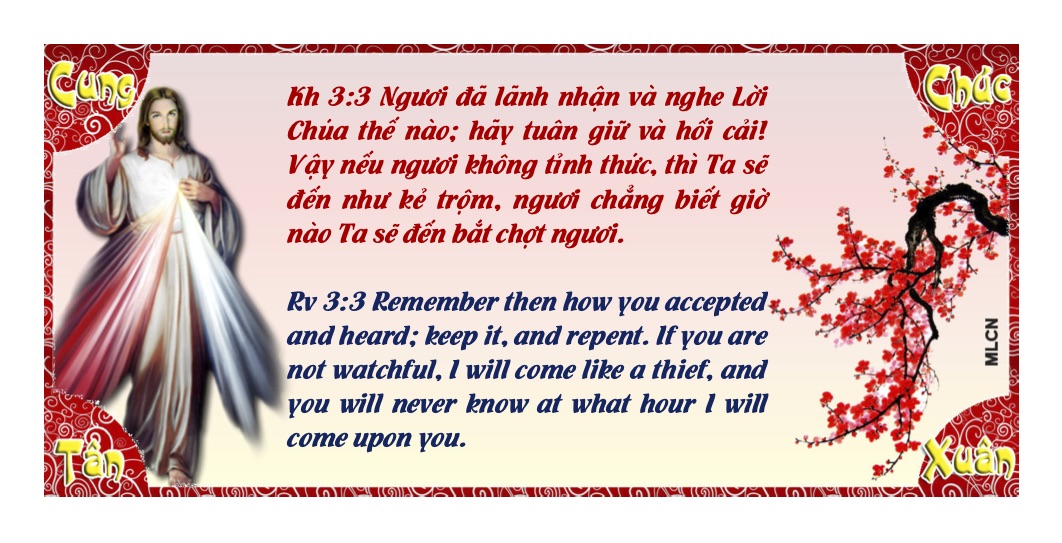 Cung
Chúc
Kh 3:3 Ngươi đã lãnh nhận và nghe Lời
Chúa thế nào; hãy tuân giữ và hối cải!
Vậy nếu ngươi không tỉnh thức, thì Ta sẽ
đến như kẻ trộm, ngươi chẳng biết giờ
nào Ta sẽ đến bắt chợt ngươi.
Rv 3:3 Remember then how you accepted
and heard; keep it, and repent. If you are
not watchful, I will come like a thief, and
you will never know at what hour I will
come upon you.
MLCN
Tân
Xuân